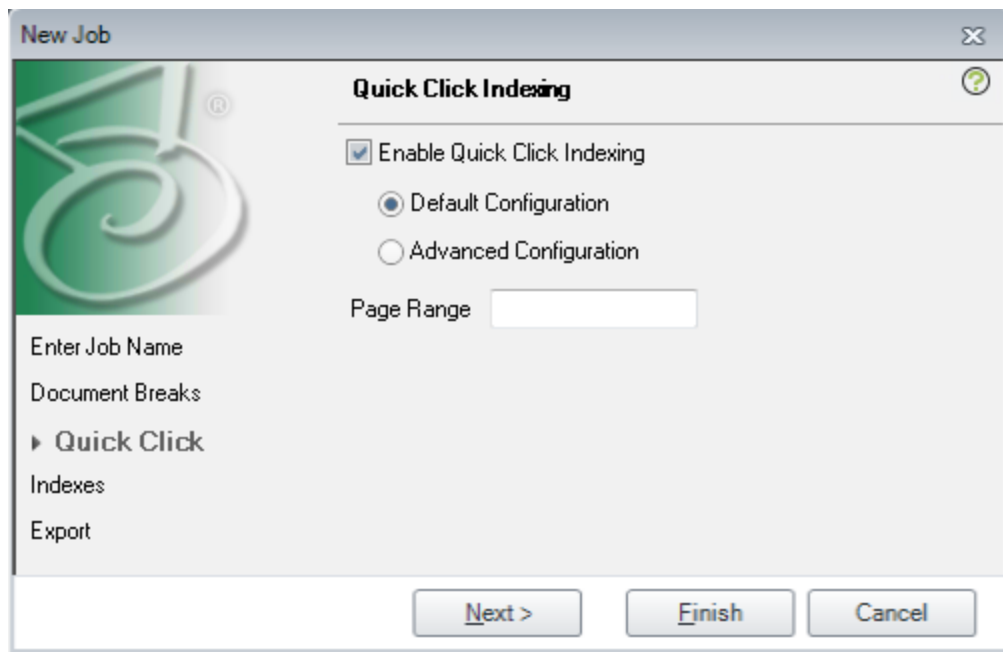 New Job
®
Quick Click Indexing
Enable Quick Click Indexing
Default Configuration
Advanced Configuration
Page Range
Enter Job Name
Document Breaks
Quick Click
Indexes
Export
Next >
Finish
Cancel